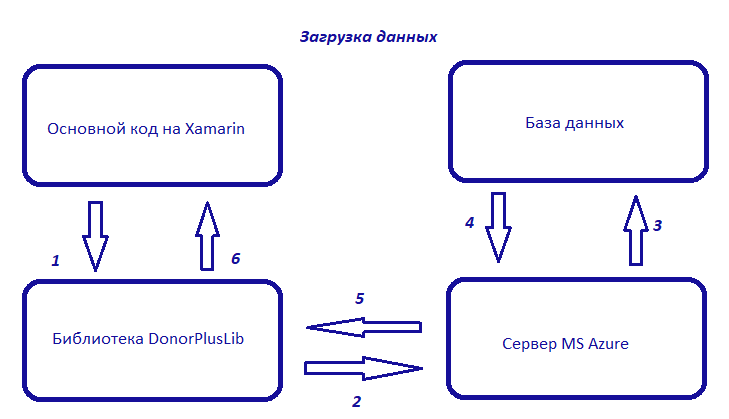 Загрузка данных
Основной код на Xamarin
База данных
1
6
4
3
Библиотека DonorPlusLib
5
2
Сервер MS Azure